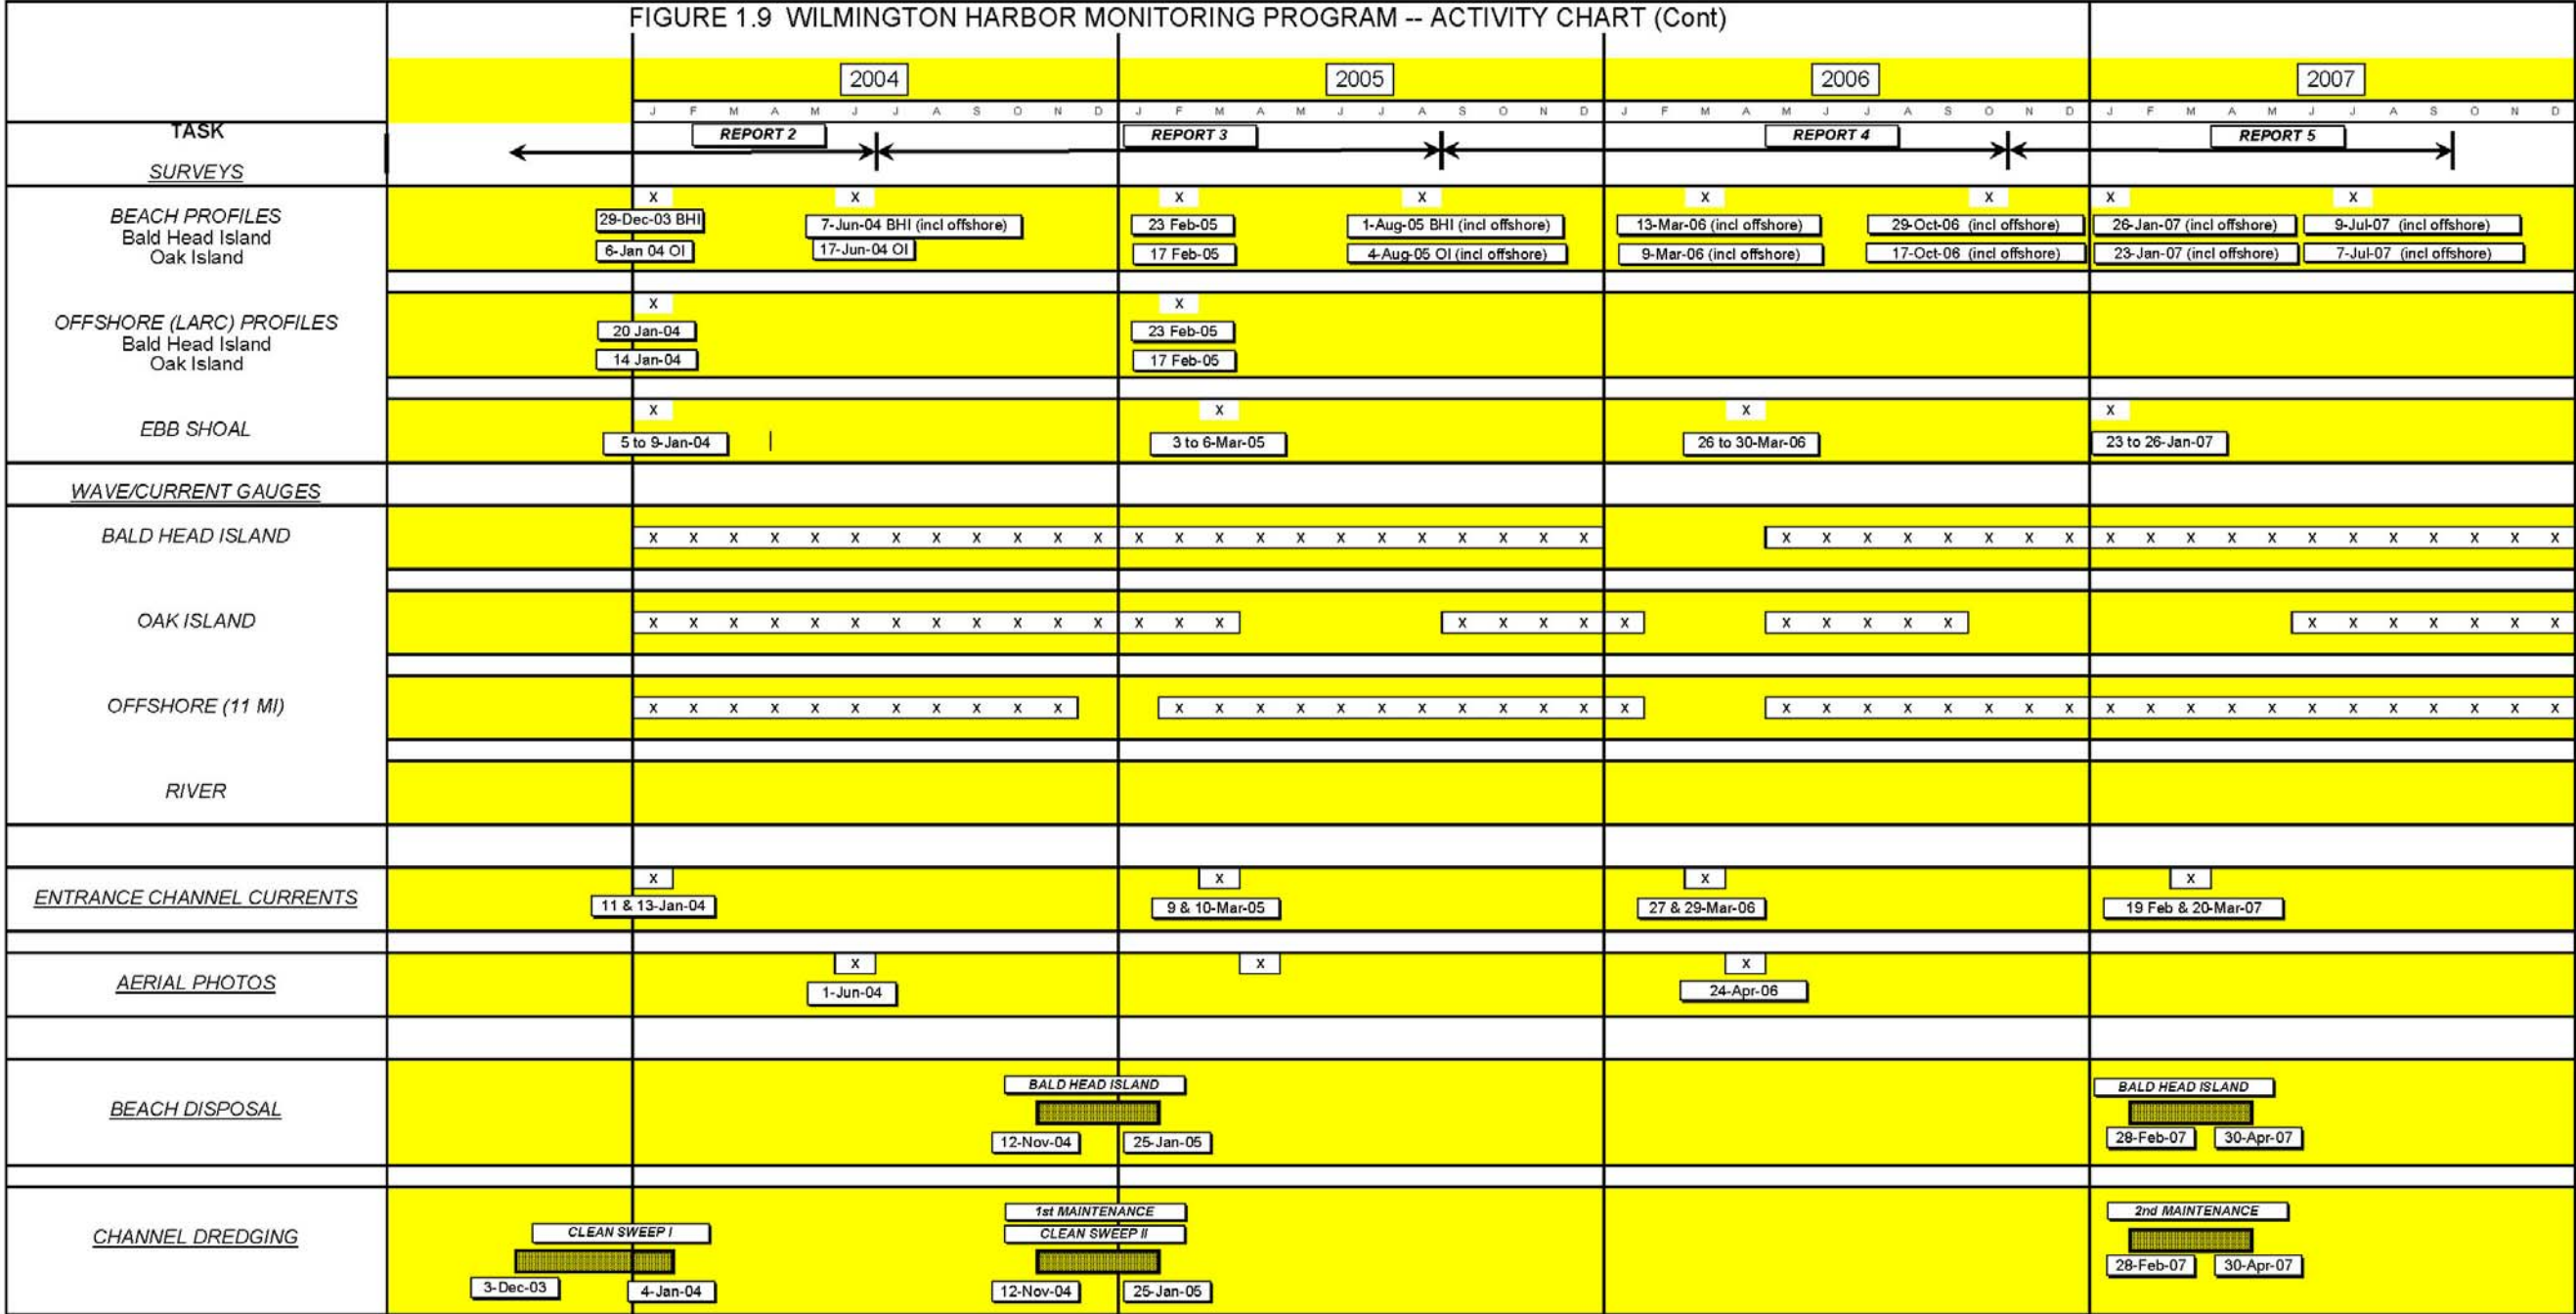 FIGURE 1.9 WILMINGTON HARBOR MONITORING PROGRAM -- ACTIVITY CHART (Cont)
2004 2005 2006 2007
J F M A M J J A S O N D J F M A M J J A S O N D J F M A M J J A S O N D J F M A M J J A S O N D
TASK REPORT 2 REPORT 3 REPORT 4 REPORT 5
SURVEYS
X X X X X X X X
BEACH PROFILES 29-Dec-03 BHI 7-Jun-04 BHI (incl offshore) 23 Feb-05 1-Aug-05 BHI (incl offshore) 13-Mar-06 (incl offshore) 29-Oct-06 (incl offshore) 26-Jan-07 (incl offshore) 9-Jul-07 (incl offshore)
Bald Head Island
Oak Island 6-Jan 04 OI 17-Jun-04 OI 17 Feb-05 4-Aug-05 OI (incl offshore) 9-Mar-06 (incl offshore) 17-Oct-06 (incl offshore) 23-Jan-07 (incl offshore) 7-Jul-07 (incl offshore)
X X
OFFSHORE (LARC) PROFILES 20 Jan-04 23 Feb-05
Bald Head Island
Oak Island 14 Jan-04 17 Feb-05
X X X X
EBB SHOAL 5 to 9-Jan-04 3 to 6-Mar-05 26 to 30-Mar-06 23 to 26-Jan-07
WAVE/CURRENT GAUGES
BALD HEAD ISLAND X X X X X X X X X X X X X X X X X X X X X X X X X X X X X X X X X X X X X X X X X X X X
OAK ISLAND X X X X X X X X X X X X X X X X X X X X X X X X X X X X X X X X
OFFSHORE (11 MI) X X X X X X X X X X X X X X X X X X X X X X X X X X X X X X X X X X X X X X X X X X X
RIVER
X X X X
ENTRANCE CHANNEL CURRENTS 11 & 13-Jan-04 9 & 10-Mar-05 27 & 29-Mar-06 19 Feb & 20-Mar-07
X X X
AERIAL PHOTOS 1-Jun-04 24-Apr-06
BALD HEAD ISLAND BALD HEAD ISLAND
BEACH DISPOSAL
12-Nov-04 25-Jan-05 28-Feb-07 30-Apr-07
1st MAINTENANCE 2nd MAINTENANCE
CHANNEL DREDGING CLEAN SWEEP I CLEAN SWEEP II
28-Feb-07 30-Apr-07
3-Dec-03 4-Jan-04 12-Nov-04 25-Jan-05